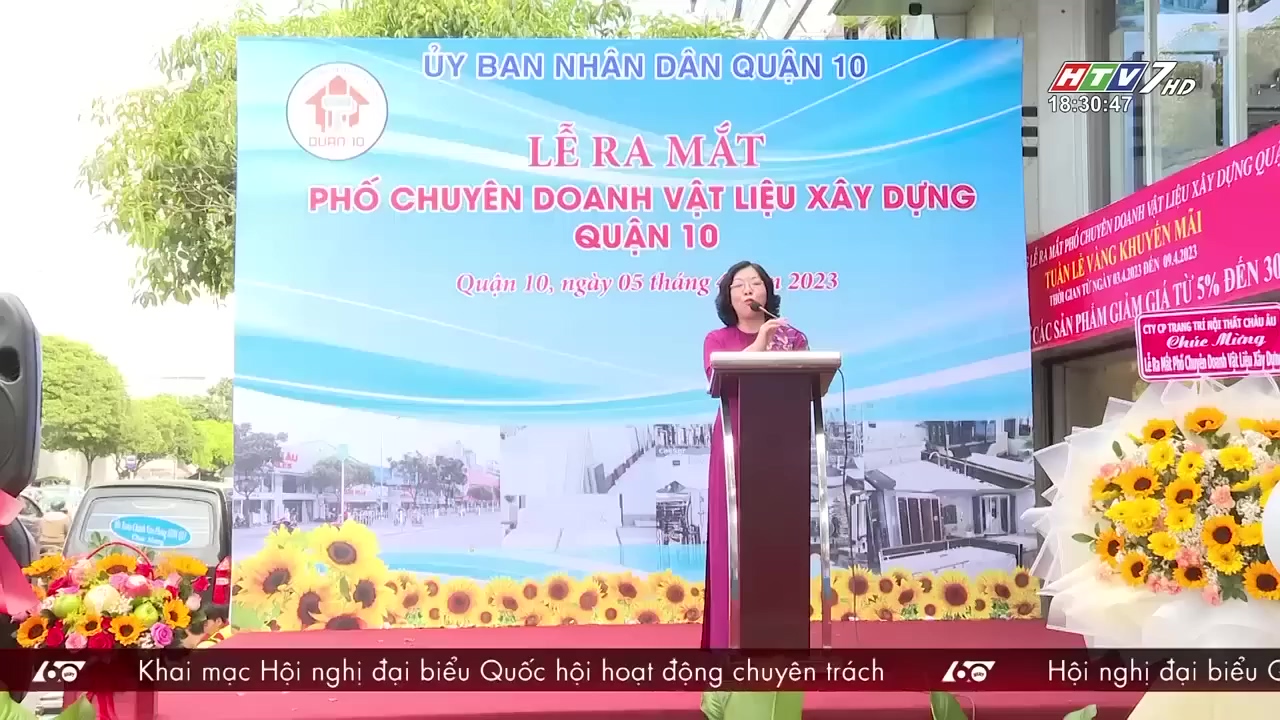 ỦY BAN NHÂN DÂN QUẬN 10
QUẬN 10
LỄ RA MẮT
PHỐ CHUYÊN DOANH VẬT LIỆU XÂY DỰNG
QUẬN 10
Quận 10, ngày 05 tháng 2023
HTV7 HD
18:30:47
LỄ RA MẮT PHỐ CHUYÊN DOANH VẬT LIỆU XÂY DỰNG
TUẦN LỄ VÀNG KHUYẾN MÃI
THỜI GIAN TỪ NGÀY 03.4.2023 ĐẾN 09.4.2023
CÁC SẢN PHẨM GIẢM GIÁ TỪ 5% ĐẾN 30
CTY CP TRANG TRÍ NỘI THẤT CHÂU ÂU
Chúc Mừng
Lễ Ra Mắt Phố Chuyên Doanh Vật Liệu Xây Dựng
60 giây
Khai mạc Hội nghị đại biểu Quốc hội hoạt động chuyên trách
60 giây
Hội nghị đại biểu